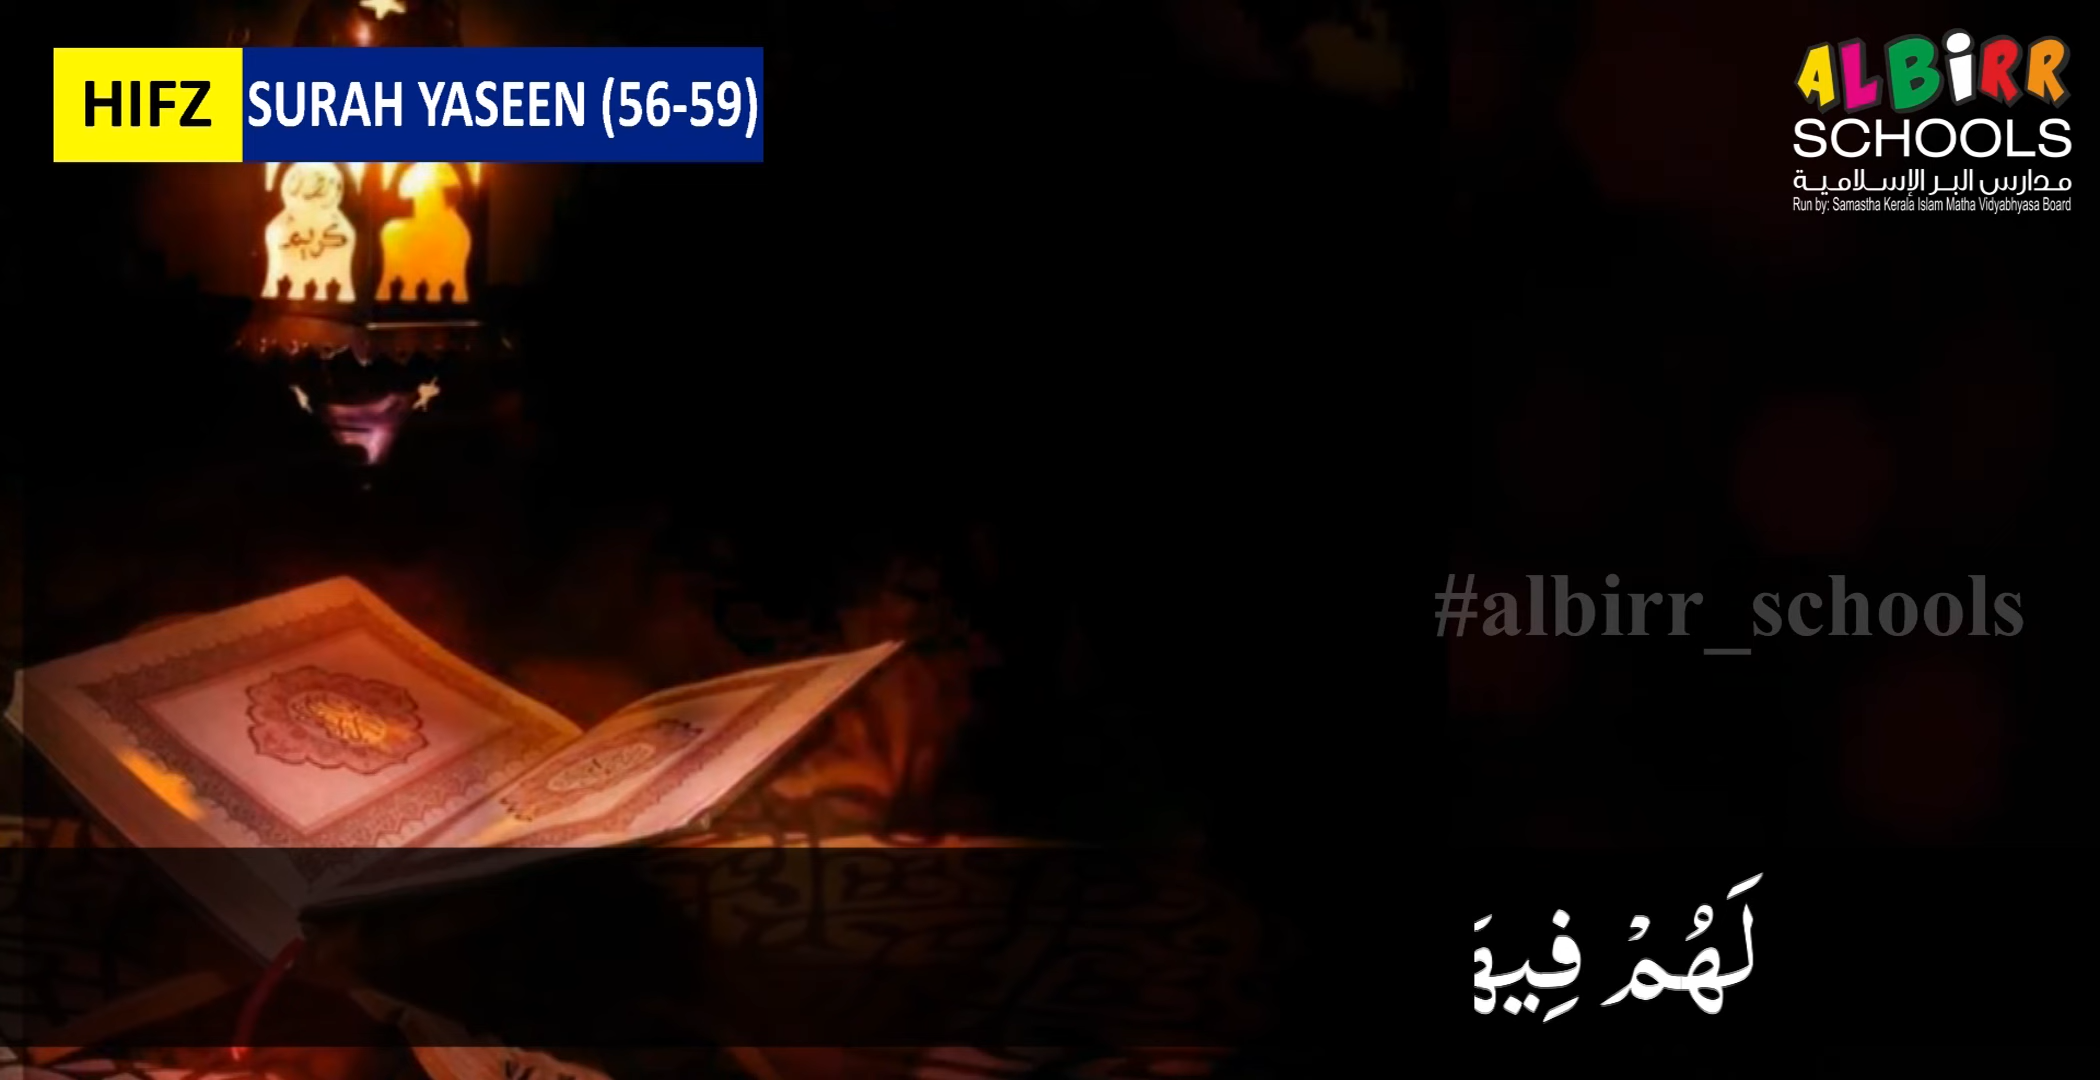 HIFZ SURAH YASEEN (56-59)
ALBiRR
SCHOOLS
مدارس البر الإسلامية
Run by: Samastha Kerala Islam Matha Vidyabhyasa Board
كريم
#albirr_schools
لَهُمْ فِيهَ